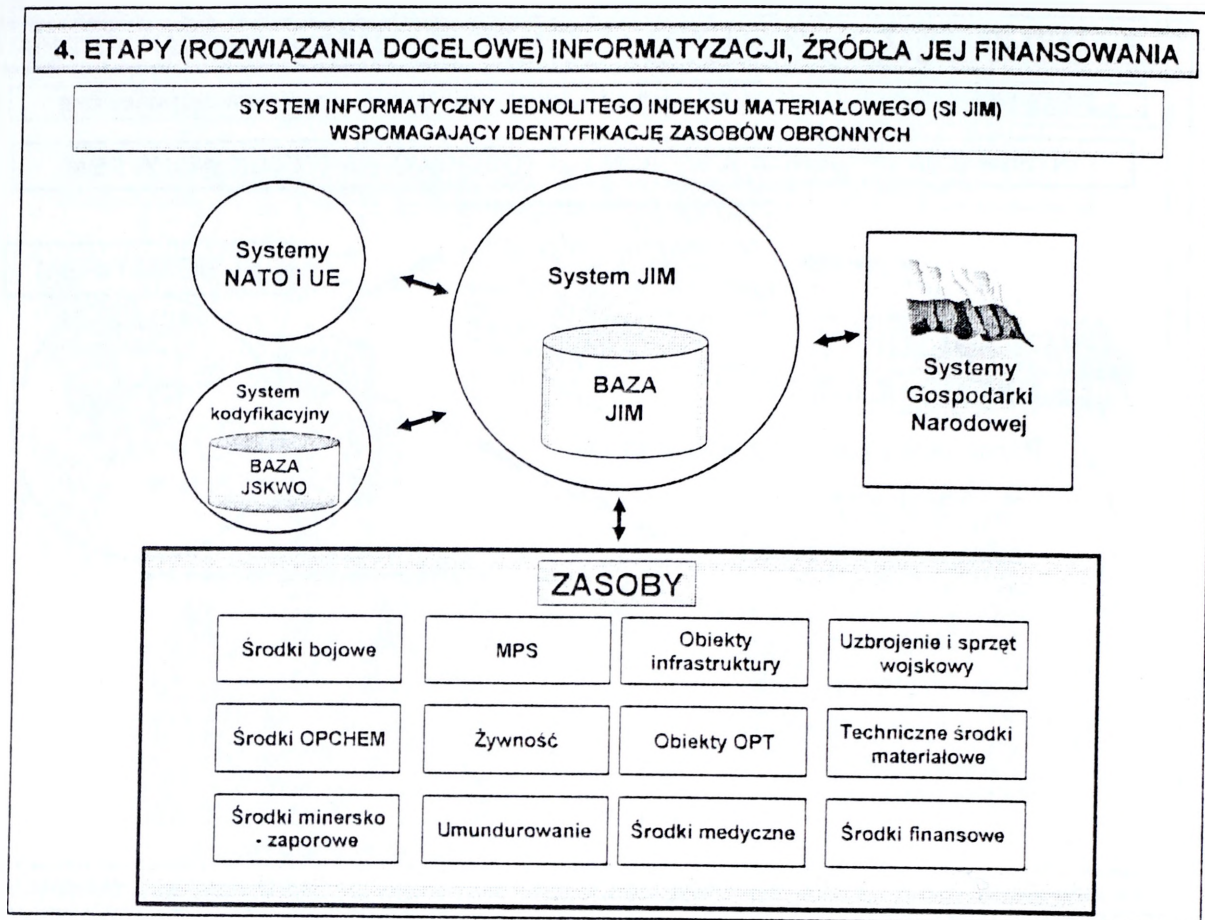 4. ETAPY (ROZWIĄZANIA DOCELOWE) INFORMATYZACJI, ŹRÓDŁA JEJ FINANSOWANIA
SYSTEM INFORMATYCZNY JEDNOLITEGO INDEKSU MATERIAŁOWEGO (SI JIM)
WSPOMAGAJĄCY IDENTYFIKACJĘ ZASOBÓW OBRONNYCH
Systemy
NATO i UE
System JIM
BAZA
JIM
Systemy
Gospodarki
Narodowej
System
kodyfikacyjny
BAZA
JSKWO
ZASOBY
Środki bojowe
MPS
Obiekty
infrastruktury
Uzbrojenie i sprzęt
wojskowy
Środki OPCHEM
Żywność
Obiekty OPT
Techniczne środki
materiałowe
Środki minersko
- zaporowe
Umundurowanie
Środki medyczne
Środki finansowe